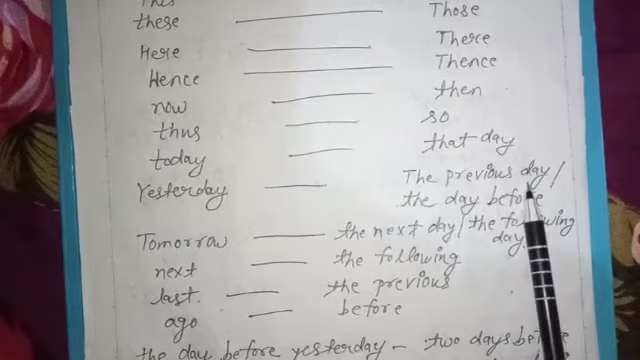 This
these ——— Those
Here ——— There
Hence ——— Thence
now ——— then
thus ——— so
today ——— that day
Yesterday ——— The previous day/
the day before
Tomorrow ——— the next day/the following
day
next ——— the following
last. ——— the previous
ago ——— before
the day before yesterday – two days before